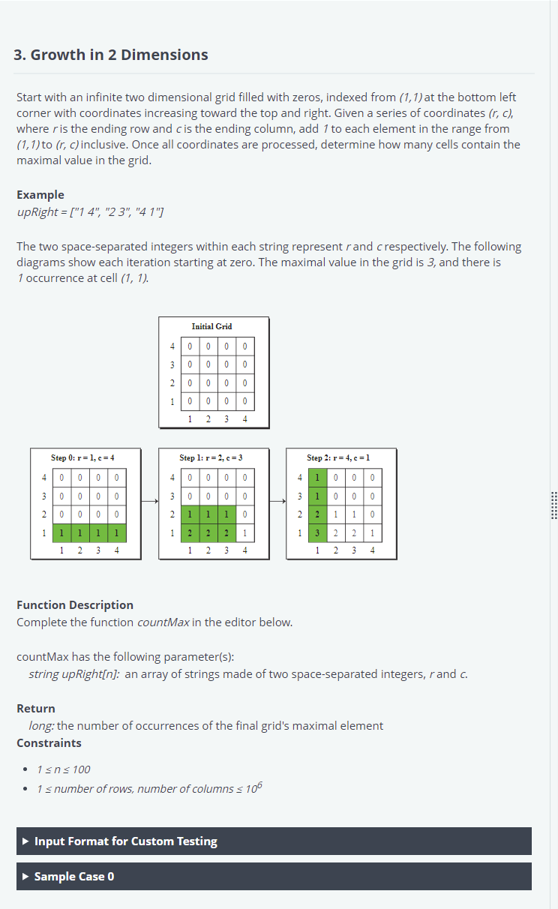 3. Growth in 2 Dimensions
Start with an infinite two dimensional grid filled with zeros, indexed from (1,1) at the bottom left
corner with coordinates increasing toward the top and right. Given a series of coordinates (r, c),
where r is the ending row and c is the ending column, add 1 to each element in the range from
(1,1) to (r, c) inclusive. Once all coordinates are processed, determine how many cells contain the
maximal value in the grid.
Example
upRight = ["1 4", "2 3", "4 1"]
The two space-separated integers within each string represent r and c respectively. The following
diagrams show each iteration starting at zero. The maximal value in the grid is 3, and there is
1 occurrence at cell (1, 1).
Initial Grid
4 0 0 0 0
3 0 0 0 0
2 0 0 0 0
1 0 0 0 0
1 2 3 4
Step 0: r = 1, c = 4
4 0 0 0 0
3 0 0 0 0
2 0 0 0 0
1 1 1 1 1
1 2 3 4
Step 1: r = 2, c = 3
4 0 0 0 0
3 0 0 0 0
2 1 1 1 0
1 2 2 2 1
1 2 3 4
Step 2: r = 4, c = 1
4 1 0 0 0
3 1 0 0 0
2 2 1 1 0
1 3 2 2 1
1 2 3 4
Function Description
Complete the function countMax in the editor below.
countMax has the following parameter(s):
string upRight[n]: an array of strings made of two space-separated integers, r and c.
Return
long: the number of occurrences of the final grid's maximal element
Constraints
• 1 ≤ n ≤ 100
• 1 ≤ number of rows, number of columns ≤ 10⁶
▶ Input Format for Custom Testing
▶ Sample Case 0